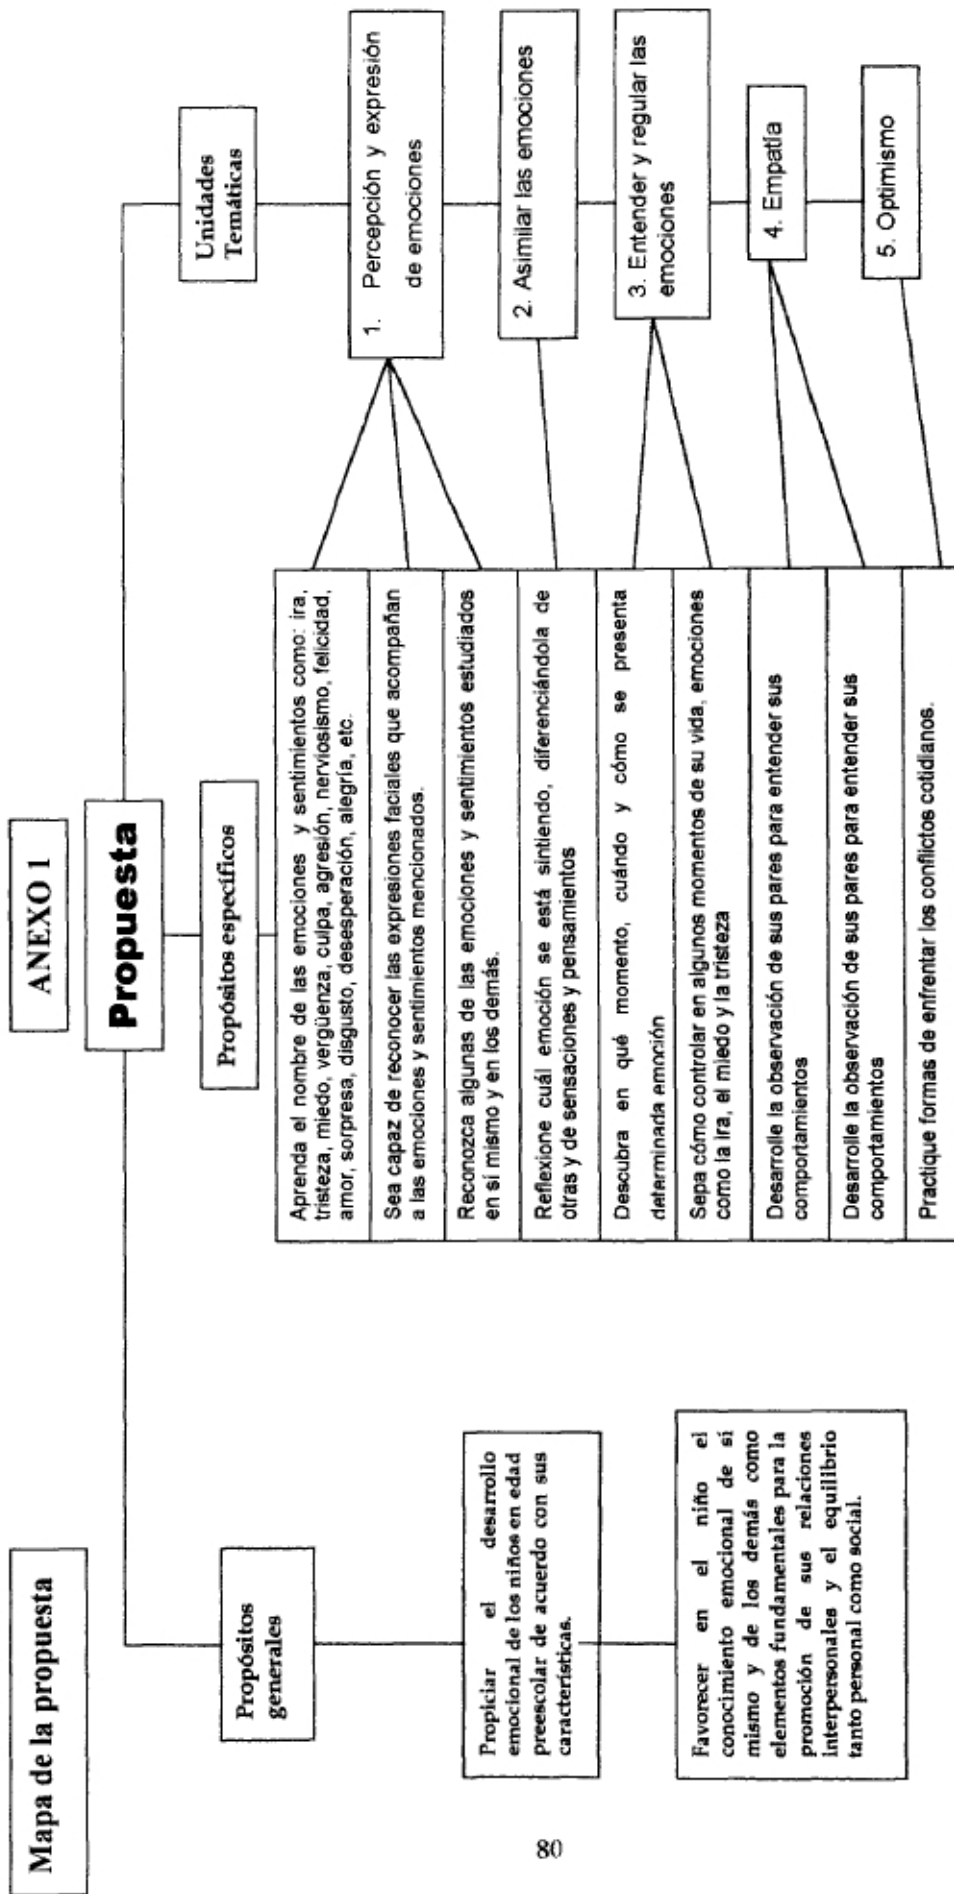 Mapa de la propuesta
ANEXO 1
Propuesta
Propósitos
generales
Propiciar el desarrollo
emocional de los niños en edad
preescolar de acuerdo con sus
características.
Favorecer en el niño el
conocimiento emocional de sí
mismo y de los demás como
elementos fundamentales para la
promoción de sus relaciones
interpersonales y el equilibrio
tanto personal como social.
Propósitos específicos
Aprenda el nombre de las emociones y sentimientos como: ira,
tristeza, miedo, vergüenza, culpa, agresión, nerviosismo, felicidad,
amor, sorpresa, disgusto, desesperación, alegría, etc.
Sea capaz de reconocer las expresiones faciales que acompañan
a las emociones y sentimientos mencionados.
Reconozca algunas de las emociones y sentimientos estudiados
en sí mismo y en los demás.
Reflexione cuál emoción se está sintiendo, diferenciándola de
otras y de sensaciones y pensamientos
Descubra en qué momento, cuándo y cómo se presenta
determinada emoción
Sepa cómo controlar en algunos momentos de su vida, emociones
como la ira, el miedo y la tristeza
Desarrolle la observación de sus pares para entender sus
comportamientos
Desarrolle la observación de sus pares para entender sus
comportamientos
Practique formas de enfrentar los conflictos cotidianos.
Unidades
Temáticas
1. Percepción y expresión
de emociones
2. Asimilar las emociones
3. Entender y regular las
emociones
4. Empatía
5. Optimismo
80